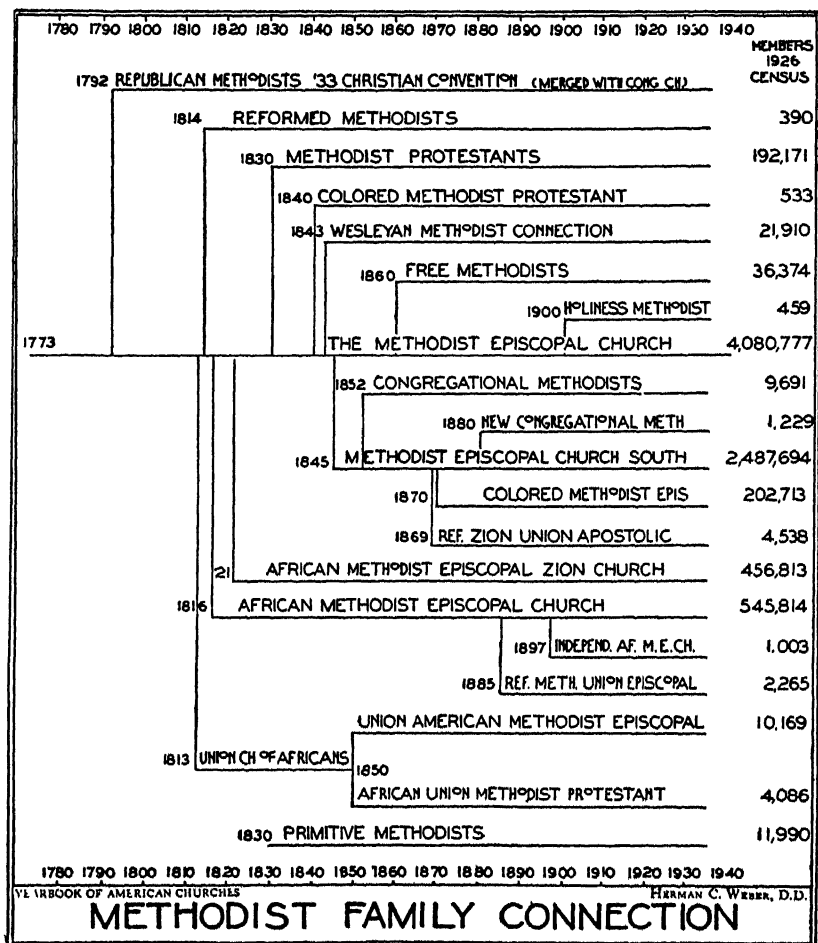 1780 1790 1800 1810 1820 1830 1840 1850 1860 1870 1880 1890 1900 1910 1920 1930 1940
MEMBERS
1926
CENSUS
1792 REPUBLICAN METHODISTS '33 CHRISTIAN CONVENTION (MERGED WITH CONG CH)
1814 REFORMED METHODISTS 390
1830 METHODIST PROTESTANTS 192,171
1840 COLORED METHODIST PROTESTANT 533
1843 WESLEYAN METHODIST CONNECTION 21,910
1860 FREE METHODISTS 36,374
1900 HOLINESS METHODIST 459
1773 THE METHODIST EPISCOPAL CHURCH 4,080,777
1852 CONGREGATIONAL METHODISTS 9,691
1880 NEW CONGREGATIONAL METH 1,229
1845 METHODIST EPISCOPAL CHURCH SOUTH 2,487,694
1870 COLORED METHODIST EPIS 202,713
1869 REF. ZION UNION APOSTOLIC 4,538
'21 AFRICAN METHODIST EPISCOPAL ZION CHURCH 456,813
1816 AFRICAN METHODIST EPISCOPAL CHURCH 545,814
1897 INDEPEND. AF. M.E.CH. 1,003
1885 REF. METH. UNION EPISCOPAL 2,265
UNION AMERICAN METHODIST EPISCOPAL 10,169
1813 UNION CH OF AFRICANS 1850
AFRICAN UNION METHODIST PROTESTANT 4,086
1830 PRIMITIVE METHODISTS 11,990
1780 1790 1800 1810 1820 1830 1840 1850 1860 1870 1880 1890 1900 1910 1920 1930 1940
YEARBOOK OF AMERICAN CHURCHES HERMAN C. WEBER, D.D.
METHODIST FAMILY CONNECTION